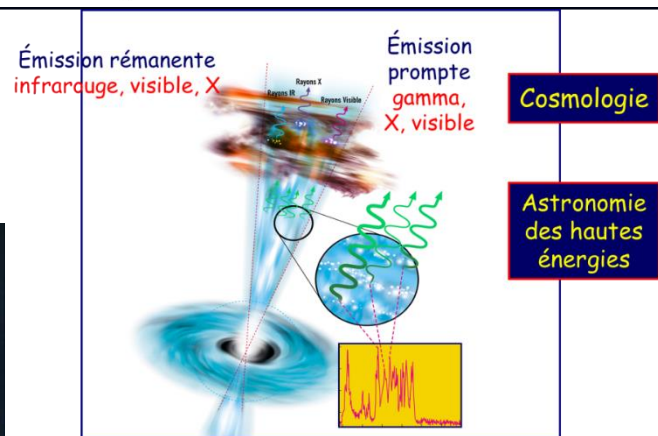 Émission rémanente
infrarouge, visible, X
Émission
prompte
gamma,
X, visible
Rayons X
Rayons IR
Rayons Visible
Cosmologie
Astronomie
des hautes
énergies